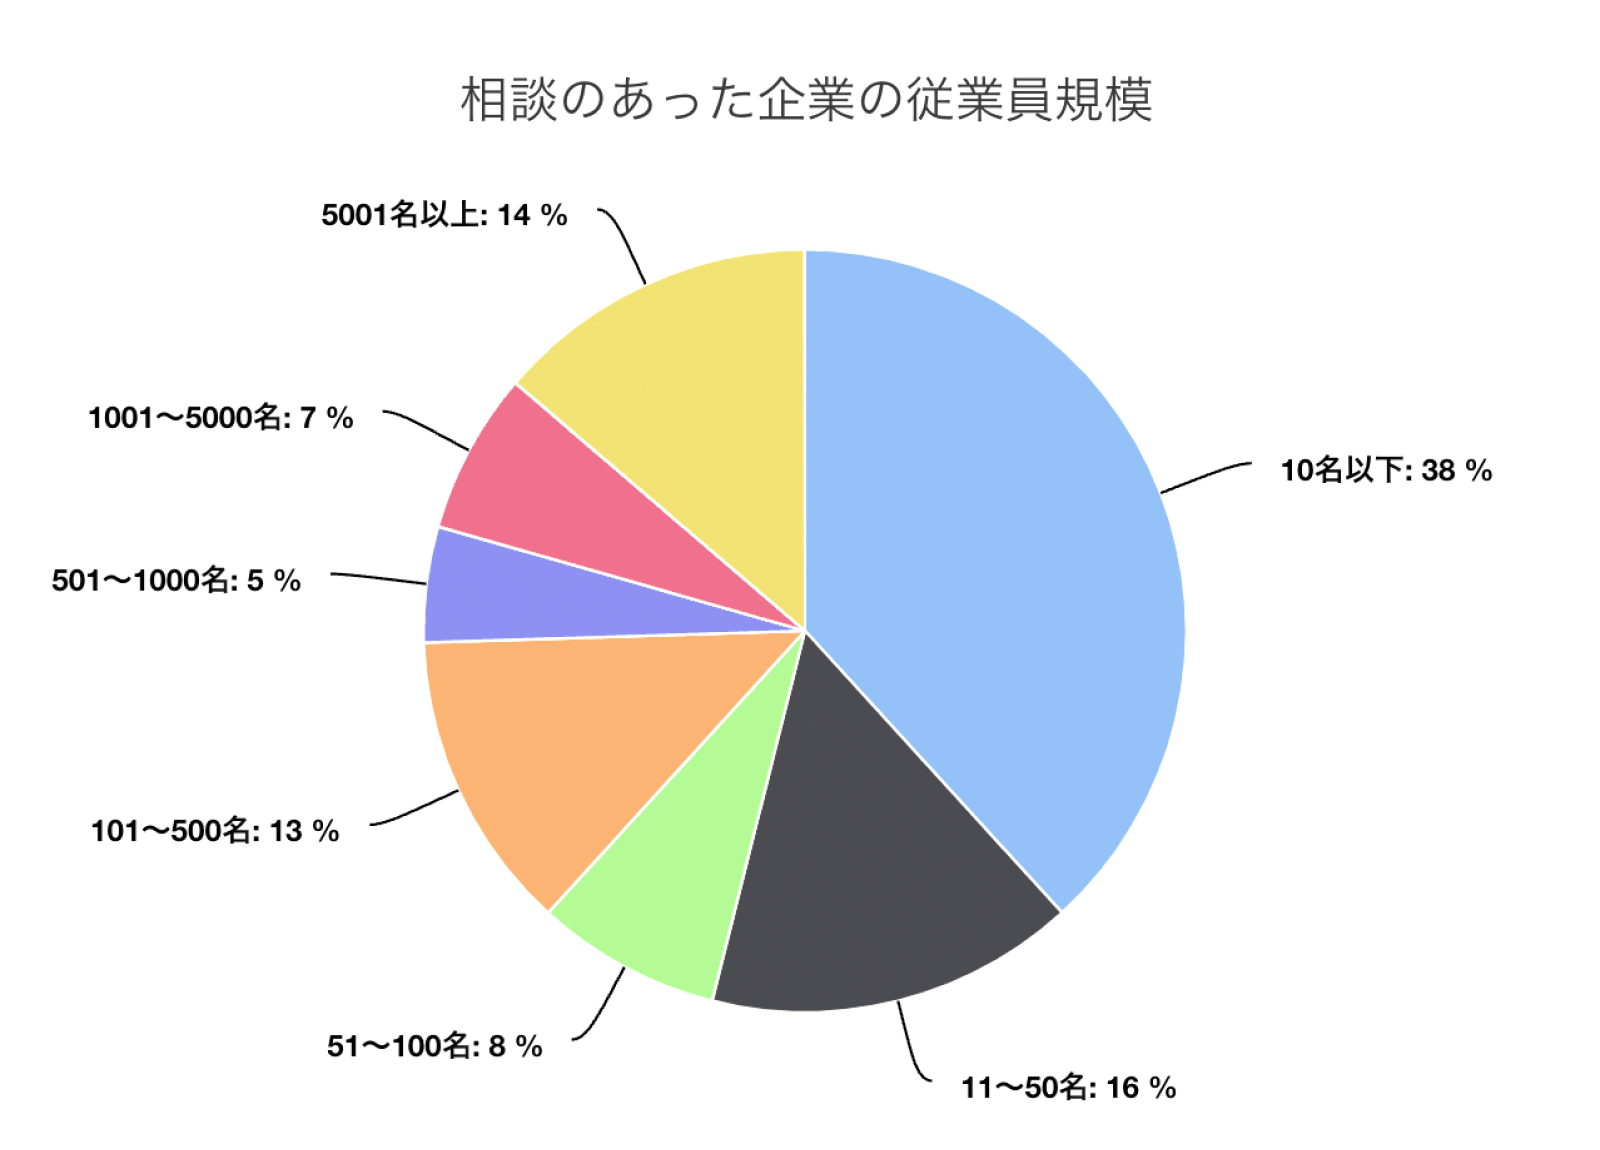 相談のあった企業の従業員規模
5001名以上: 14 %
1001〜5000名: 7 %
10名以下: 38 %
501〜1000名: 5 %
101〜500名: 13 %
51〜100名: 8 %
11〜50名: 16 %